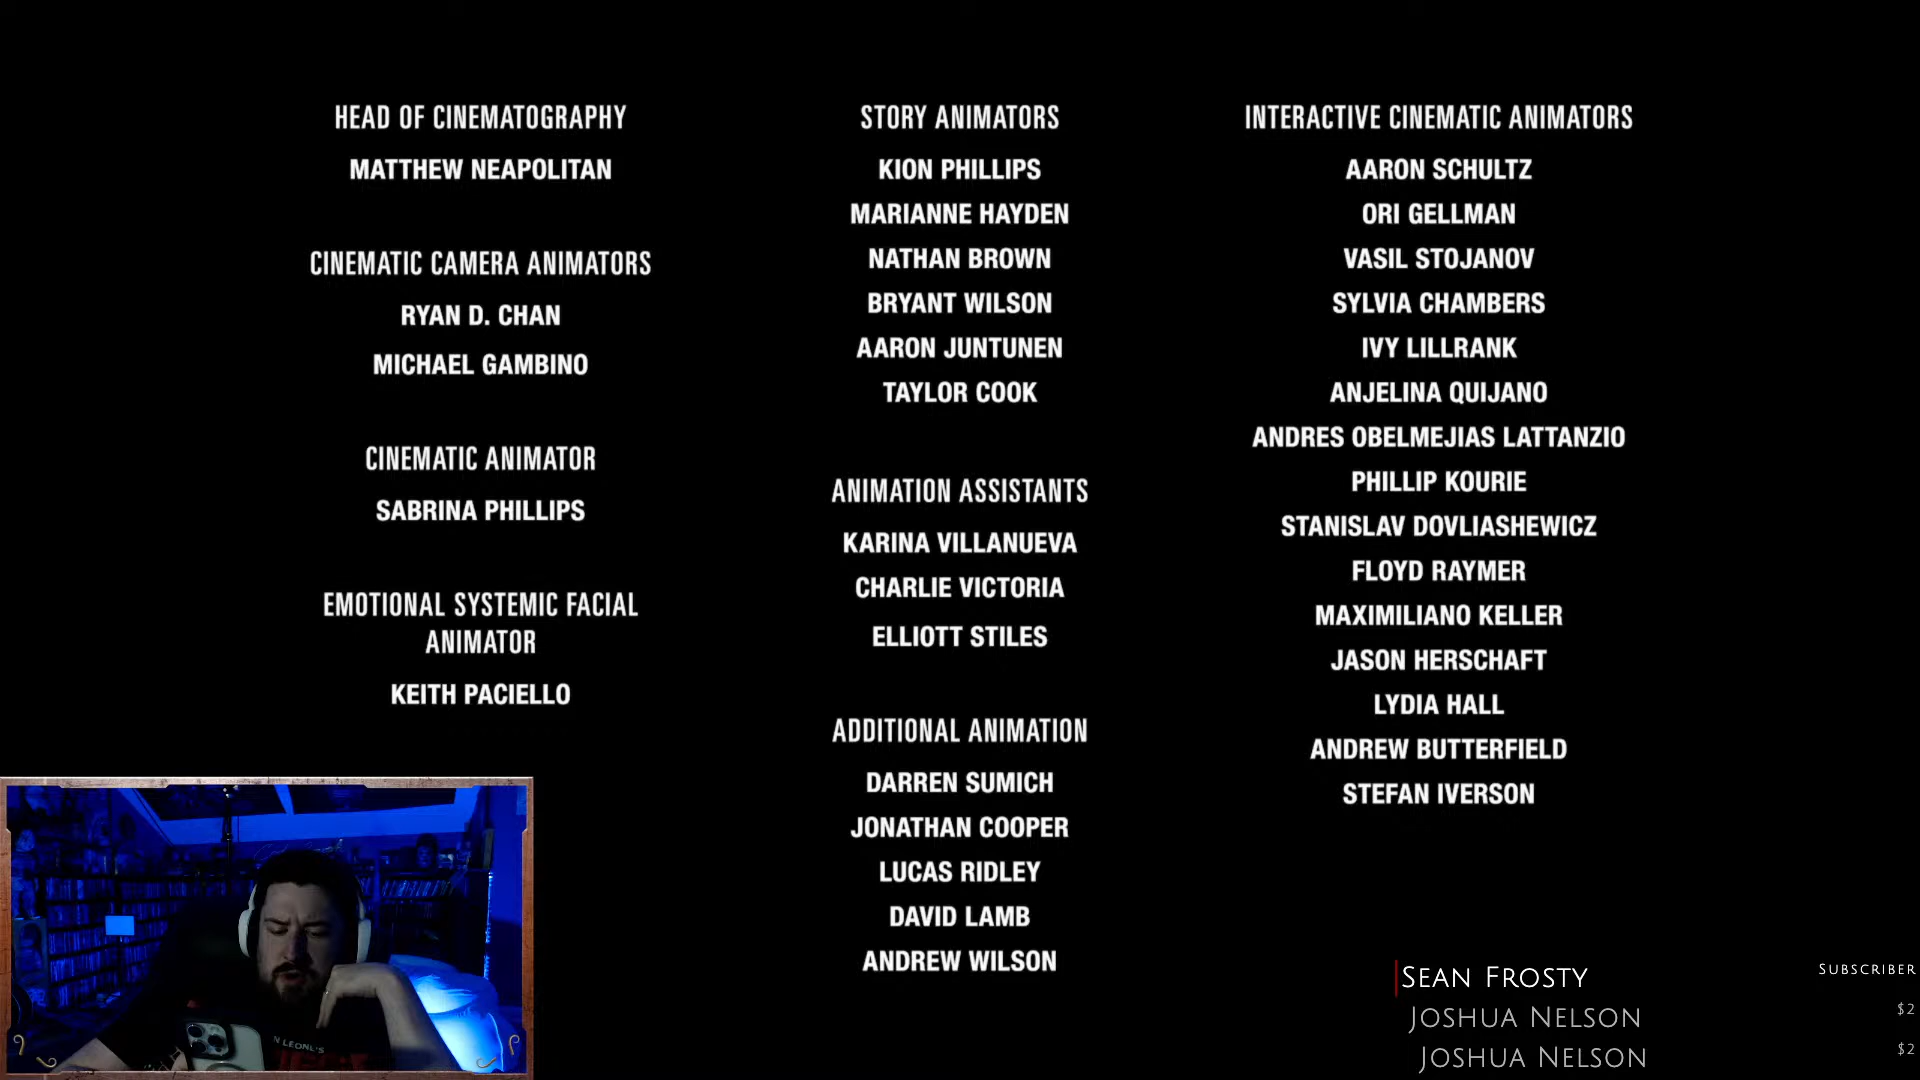 HEAD OF CINEMATOGRAPHY
MATTHEW NEAPOLITAN
CINEMATIC CAMERA ANIMATORS
RYAN D. CHAN
MICHAEL GAMBINO
CINEMATIC ANIMATOR
SABRINA PHILLIPS
EMOTIONAL SYSTEMIC FACIAL
ANIMATOR
KEITH PACIELLO
STORY ANIMATORS
KION PHILLIPS
MARIANNE HAYDEN
NATHAN BROWN
BRYANT WILSON
AARON JUNTUNEN
TAYLOR COOK
ANIMATION ASSISTANTS
KARINA VILLANUEVA
CHARLIE VICTORIA
ELLIOTT STILES
ADDITIONAL ANIMATION
DARREN SUMICH
JONATHAN COOPER
LUCAS RIDLEY
DAVID LAMB
ANDREW WILSON
INTERACTIVE CINEMATIC ANIMATORS
AARON SCHULTZ
ORI GELLMAN
VASIL STOJANOV
SYLVIA CHAMBERS
IVY LILLRANK
ANJELINA QUIJANO
ANDRES OBELMEJIAS LATTANZIO
PHILLIP KOURIE
STANISLAV DOVLIASHEWICZ
FLOYD RAYMER
MAXIMILIANO KELLER
JASON HERSCHAFT
LYDIA HALL
ANDREW BUTTERFIELD
STEFAN IVERSON
SEAN FROSTY SUBSCRIBER
JOSHUA NELSON $2
JOSHUA NELSON $2